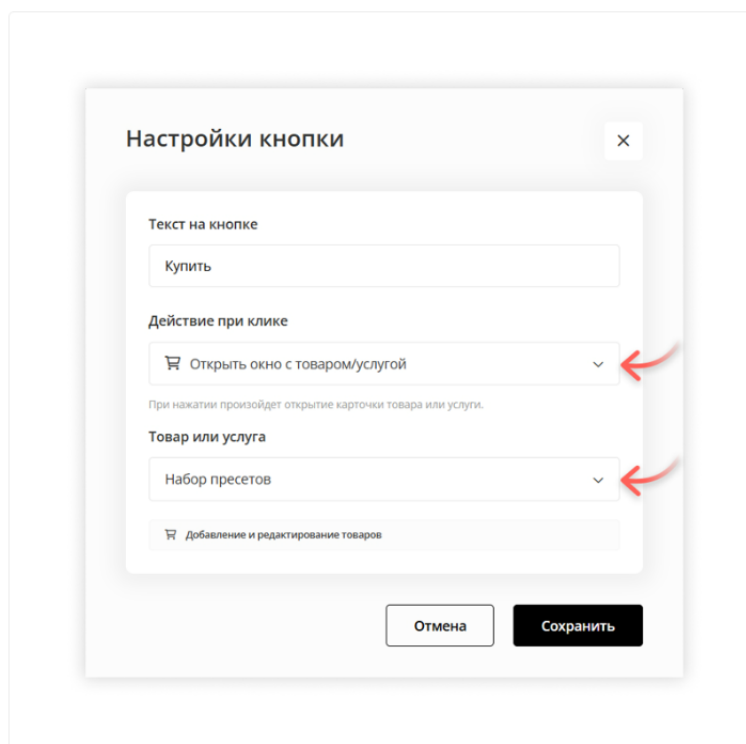 Настройки кнопки
Текст на кнопке
Купить
Действие при клике
Открыть окно с товаром/услугой
При нажатии произойдет открытие карточки товара или услуги.
Товар или услуга
Набор пресетов
Добавление и редактирование товаров
Отмена
Сохранить